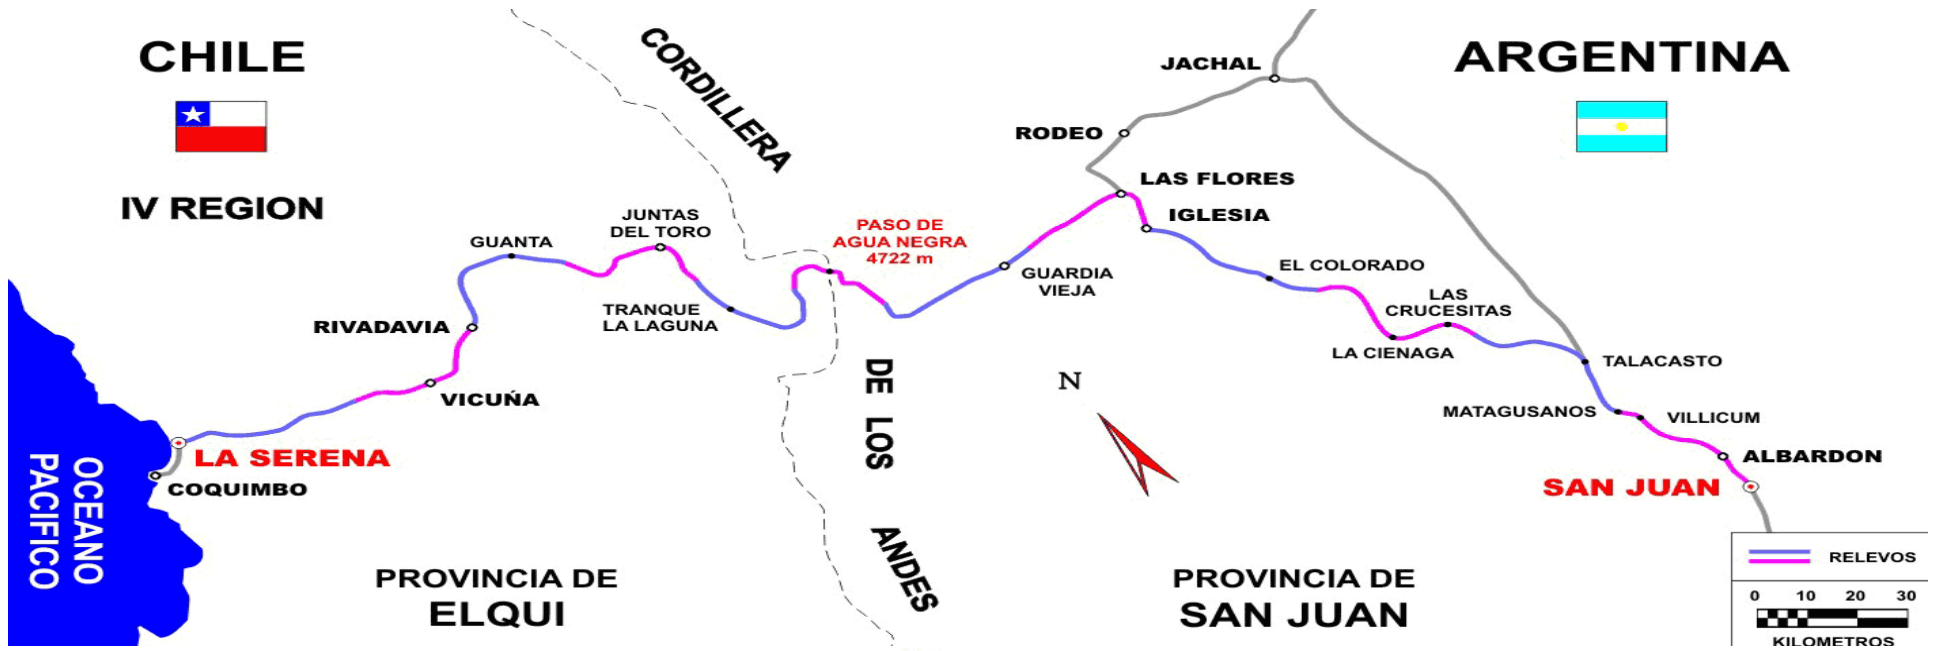 CHILE
ARGENTINA
CORDILLERA
JACHAL
RODEO
LAS FLORES
IV REGION
IGLESIA
JUNTAS
DEL TORO
PASO DE
AGUA NEGRA
4722 m
GUANTA
GUARDIA
VIEJA
EL COLORADO
LAS
CRUCESITAS
TRANQUE
LA LAGUNA
RIVADAVIA
LA CIENAGA
TALACASTO
DE LOS
N
VICUŃA
MATAGUSANOS
VILLICUM
LA SERENA
ALBARDON
COQUIMBO
SAN JUAN
OCEANO
PACIFICO
ANDES
PROVINCIA DE
ELQUI
PROVINCIA DE
SAN JUAN
RELEVOS
0 10 20 30
KILOMETROS